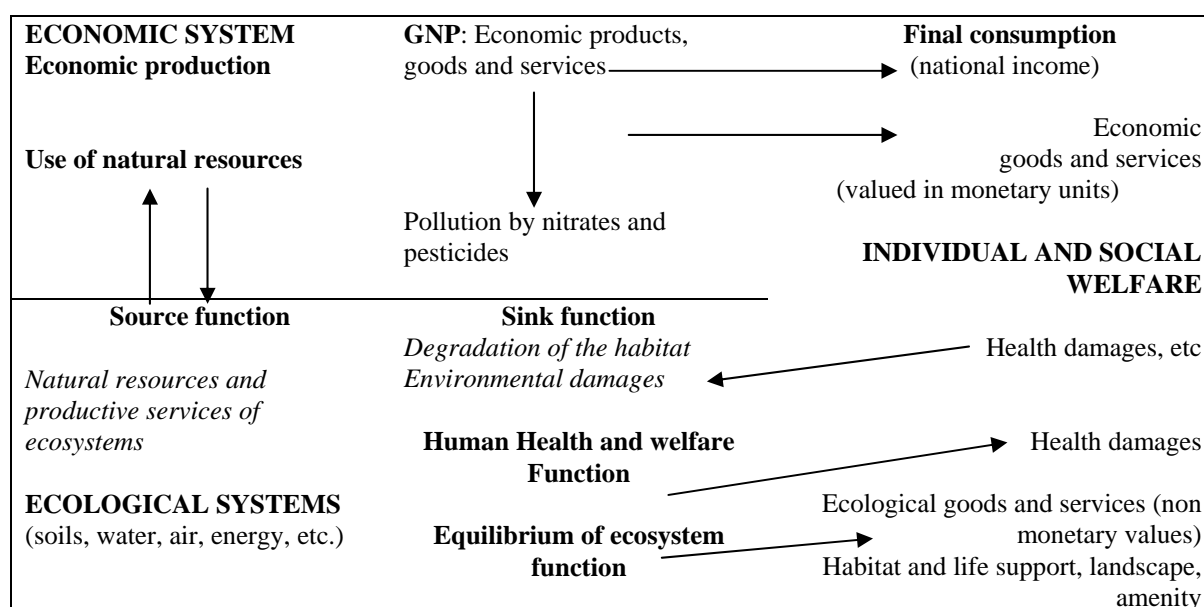 ECONOMIC SYSTEM
Economic production
Use of natural resources
GNP: Economic products,
goods and services
Pollution by nitrates and
pesticides
Final consumption
(national income)
Economic
goods and services
(valued in monetary units)
INDIVIDUAL AND SOCIAL
WELFARE
Source function
Natural resources and
productive services of
ecosystems
ECOLOGICAL SYSTEMS
(soils, water, air, energy, etc.)
Sink function
Degradation of the habitat
Environmental damages
Human Health and welfare
Function
Equilibrium of ecosystem
function
Health damages, etc
Health damages
Ecological goods and services (non
monetary values)
Habitat and life support, landscape,
amenity